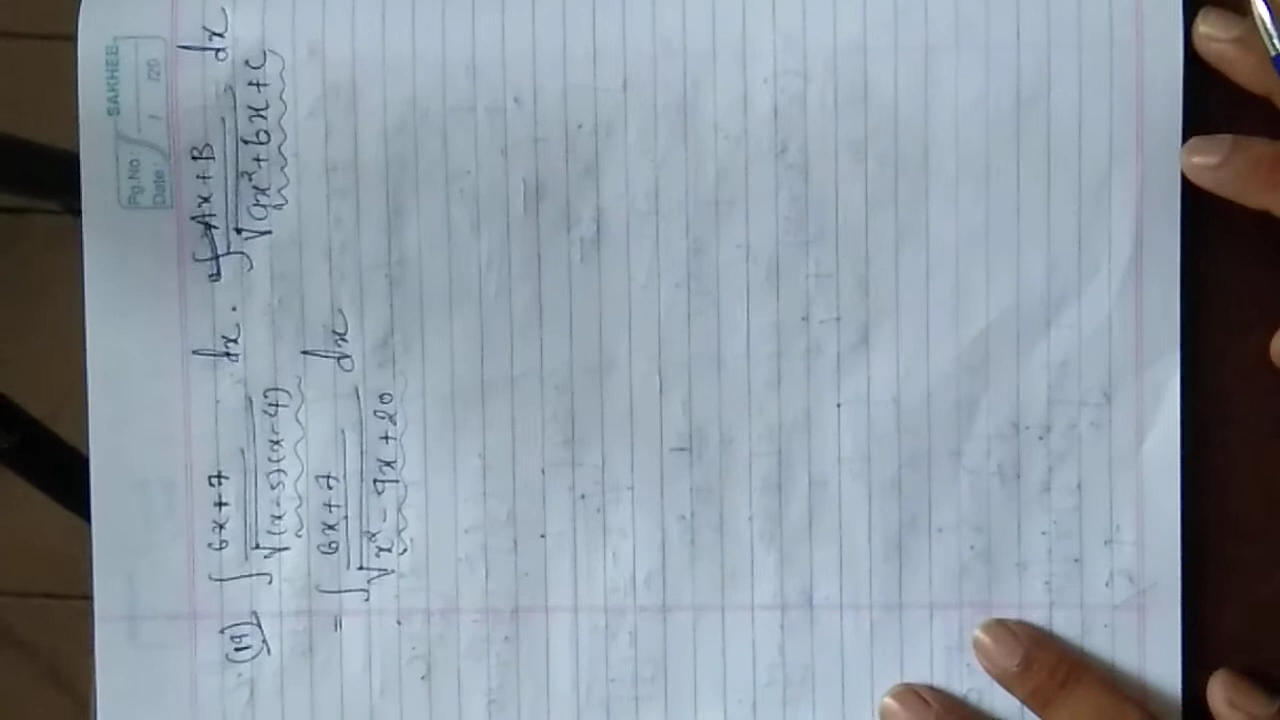 SAKHEE
Pg.No:
Date: / /20
(19) ∫ 6x+7 / √(x-5)(x-4) dx. ∫ Ax+B / √ax²+bx+c dx
= ∫ 6x+7 / √x²-9x+20 dx